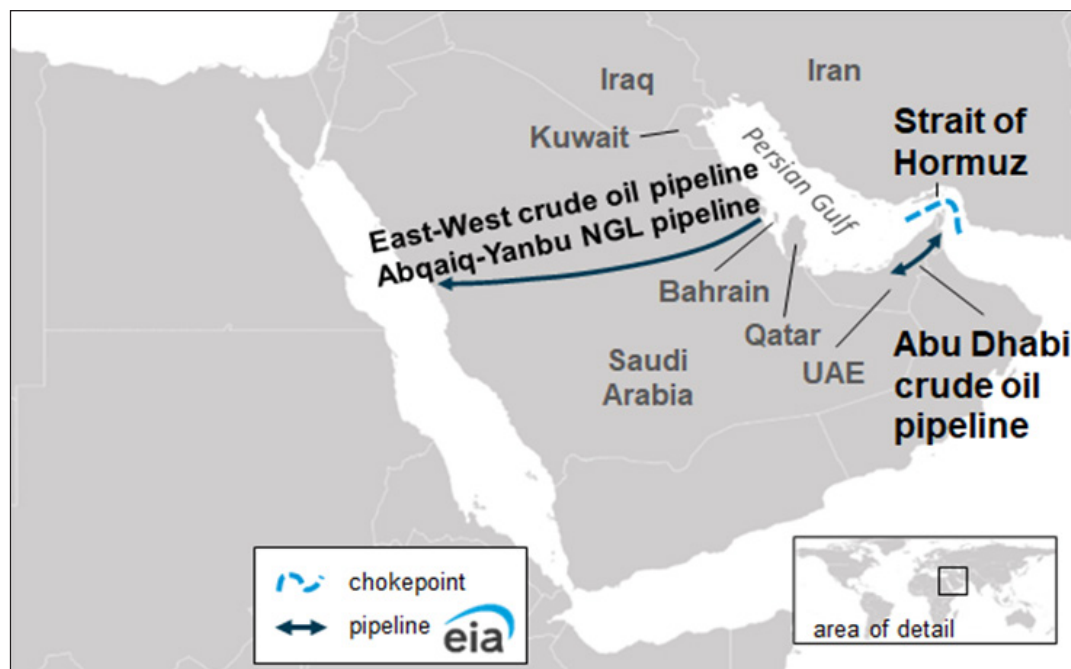 Iraq
Iran
Kuwait
Strait of
Hormuz
Persian Gulf
East-West crude oil pipeline
Abqaiq-Yanbu NGL pipeline
Bahrain
Qatar
UAE
Saudi
Arabia
Abu Dhabi
crude oil
pipeline
chokepoint
pipeline
eia
area of detail